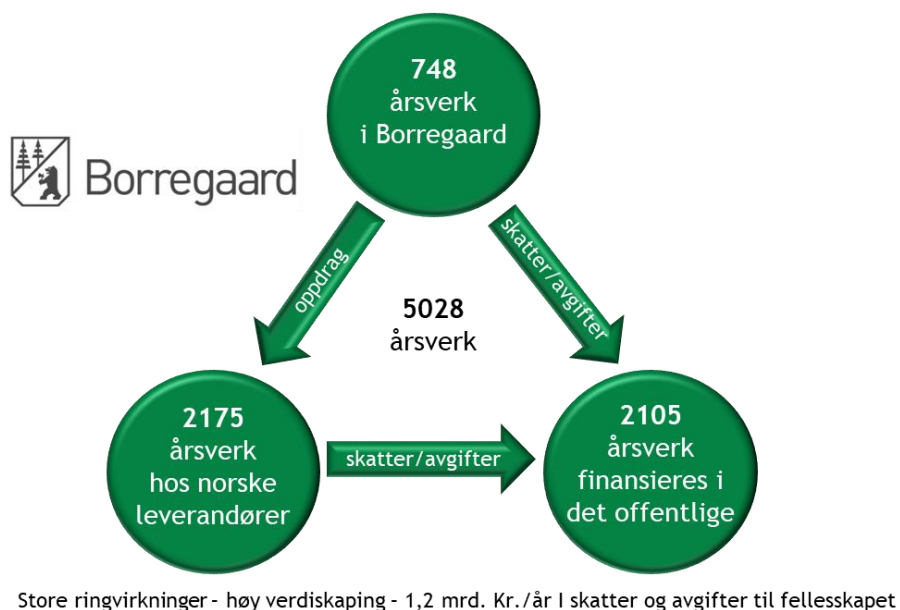 748
årsverk
i Borregaard
Borregaard
oppdrag
skatter/avgifter
5028
årsverk
2175
årsverk
hos norske
leverandører
skatter/avgifter
2105
årsverk
finansieres i
det offentlige
Store ringvirkninger - høy verdiskaping - 1,2 mrd. Kr./år I skatter og avgifter til fellesskapet